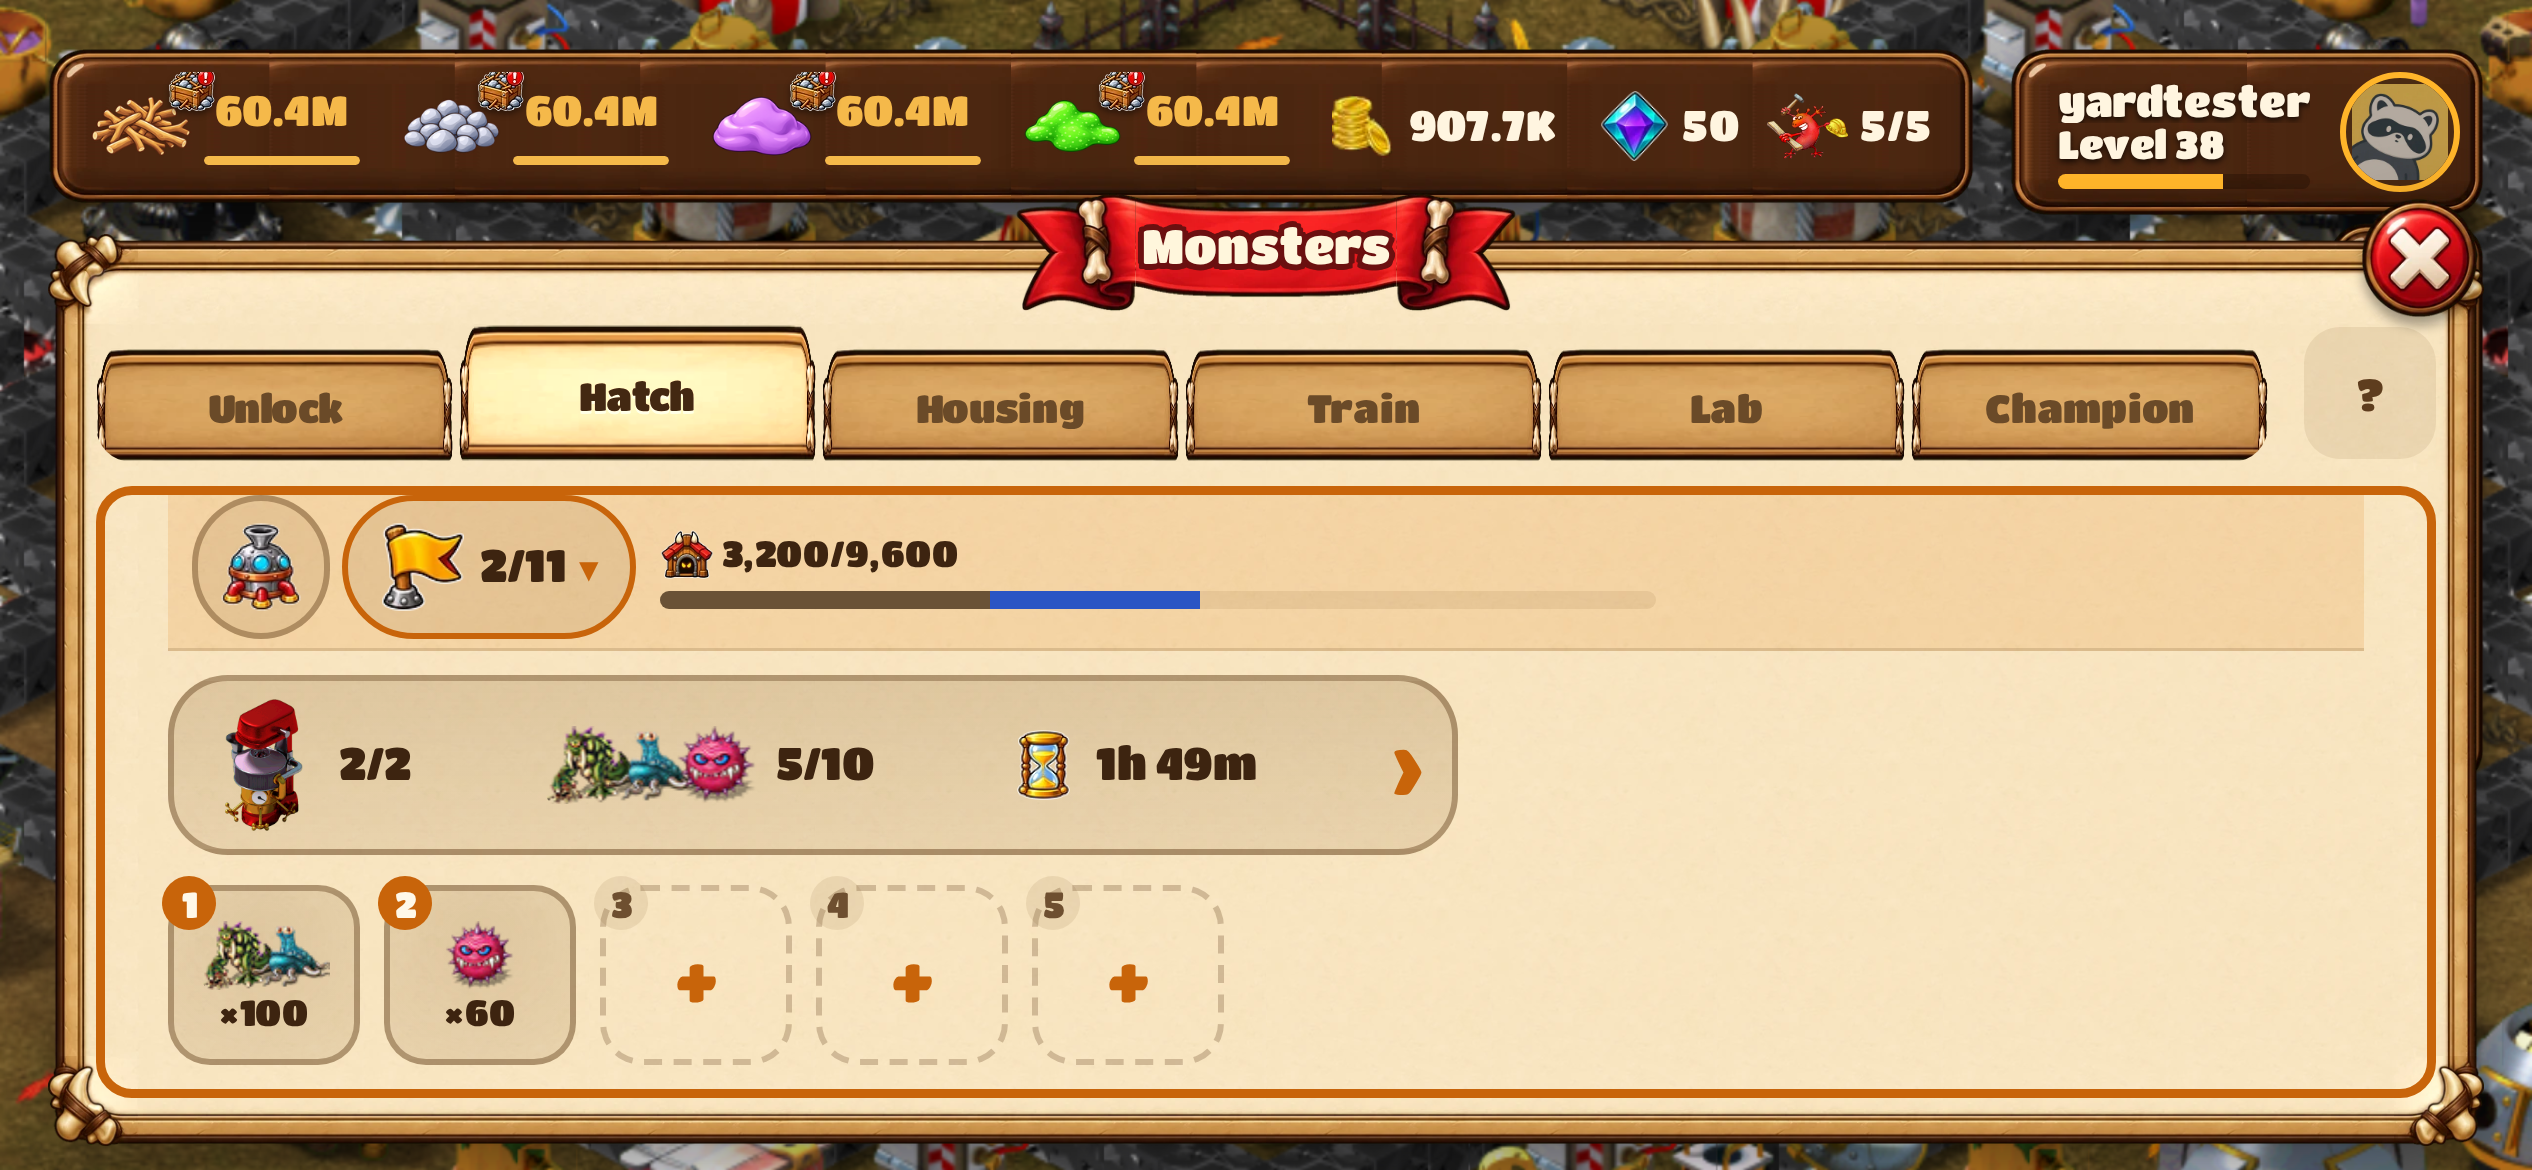 60.4M 60.4M 60.4M 60.4M 907.7K 50 5/5
yardtester
Level 38
Monsters
Unlock Hatch Housing Train Lab Champion ?
2/11 ▼ 3,200/9,600
2/2 5/10 1h 49m ❯
1 2 3 4 5
+ + +
×100 ×60